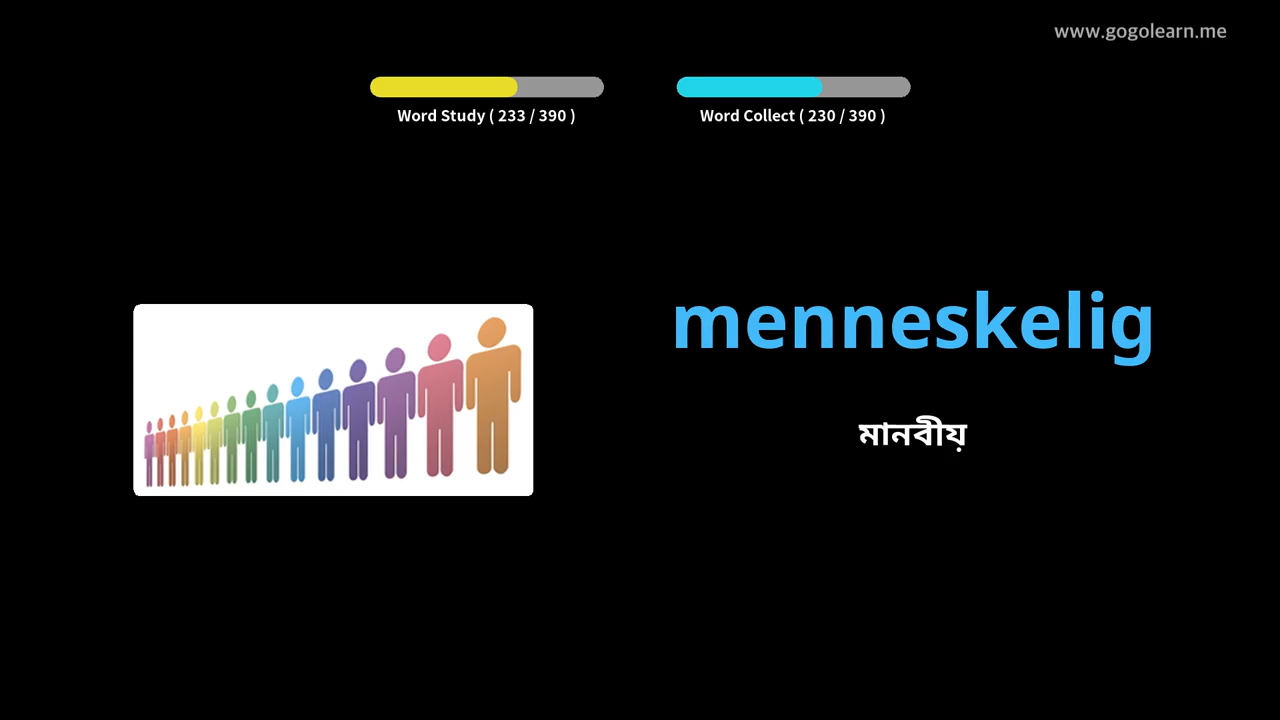 www.gogolearn.me
Word Study ( 233 / 390 )
Word Collect ( 230 / 390 )
menneskelig
মানবীয়